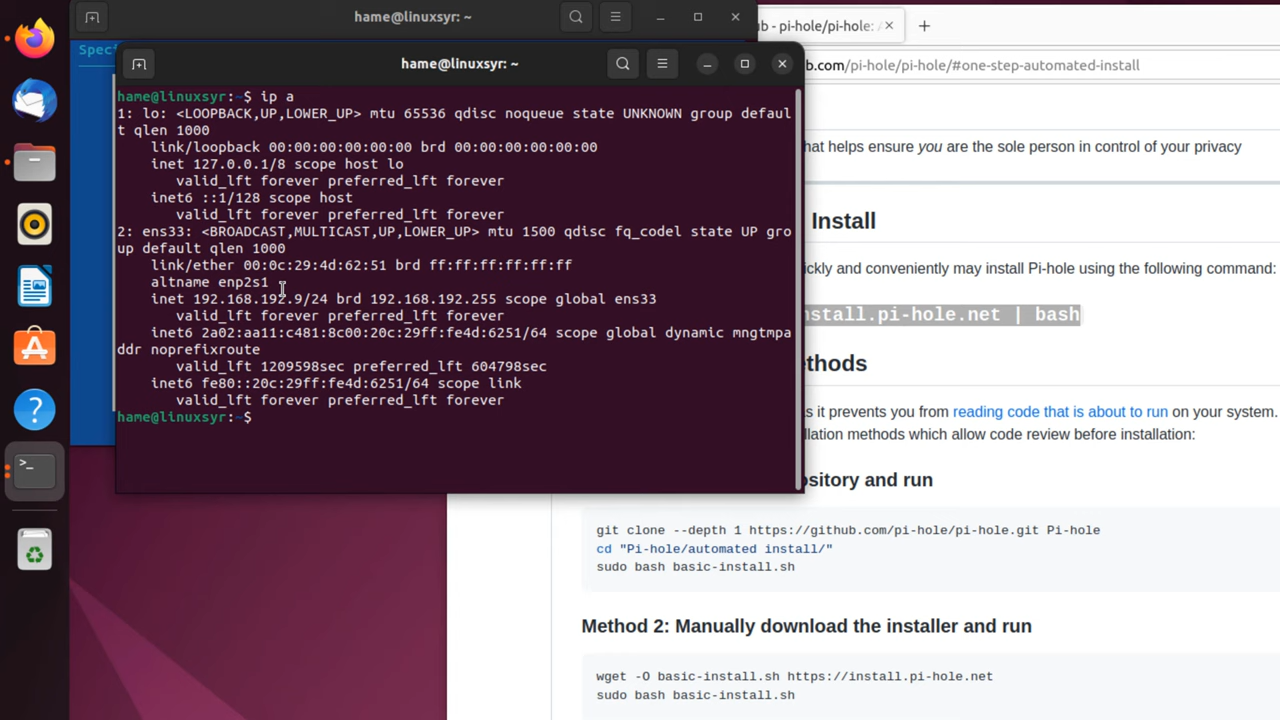 hame@linuxsyr: ~
ub - pi-hole/pi-hole: A
b.com/pi-hole/pi-hole/#one-step-automated-install
Speci
hame@linuxsyr: ~
hame@linuxsyr:~$ ip a
1: lo: <LOOPBACK,UP,LOWER_UP> mtu 65536 qdisc noqueue state UNKNOWN group defaul
t qlen 1000
link/loopback 00:00:00:00:00:00 brd 00:00:00:00:00:00
inet 127.0.0.1/8 scope host lo
valid_lft forever preferred_lft forever
inet6 ::1/128 scope host
valid_lft forever preferred_lft forever
2: ens33: <BROADCAST,MULTICAST,UP,LOWER_UP> mtu 1500 qdisc fq_codel state UP gro
up default qlen 1000
link/ether 00:0c:29:4d:62:51 brd ff:ff:ff:ff:ff:ff
altname enp2s1
inet 192.168.192.9/24 brd 192.168.192.255 scope global ens33
valid_lft forever preferred_lft forever
inet6 2a02:aa11:c481:8c00:20c:29ff:fe4d:6251/64 scope global dynamic mngtmpa
ddr noprefixroute
valid_lft 1209598sec preferred_lft 604798sec
inet6 fe80::20c:29ff:fe4d:6251/64 scope link
valid_lft forever preferred_lft forever
hame@linuxsyr:~$
hat helps ensure you are the sole person in control of your privacy
Install
ickly and conveniently may install Pi-hole using the following command:
nstall.pi-hole.net | bash
ethods
s it prevents you from reading code that is about to run on your system.
llation methods which allow code review before installation:
ository and run
git clone --depth 1 https://github.com/pi-hole/pi-hole.git Pi-hole
cd "Pi-hole/automated install/"
sudo bash basic-install.sh
Method 2: Manually download the installer and run
wget -O basic-install.sh https://install.pi-hole.net
sudo bash basic-install.sh